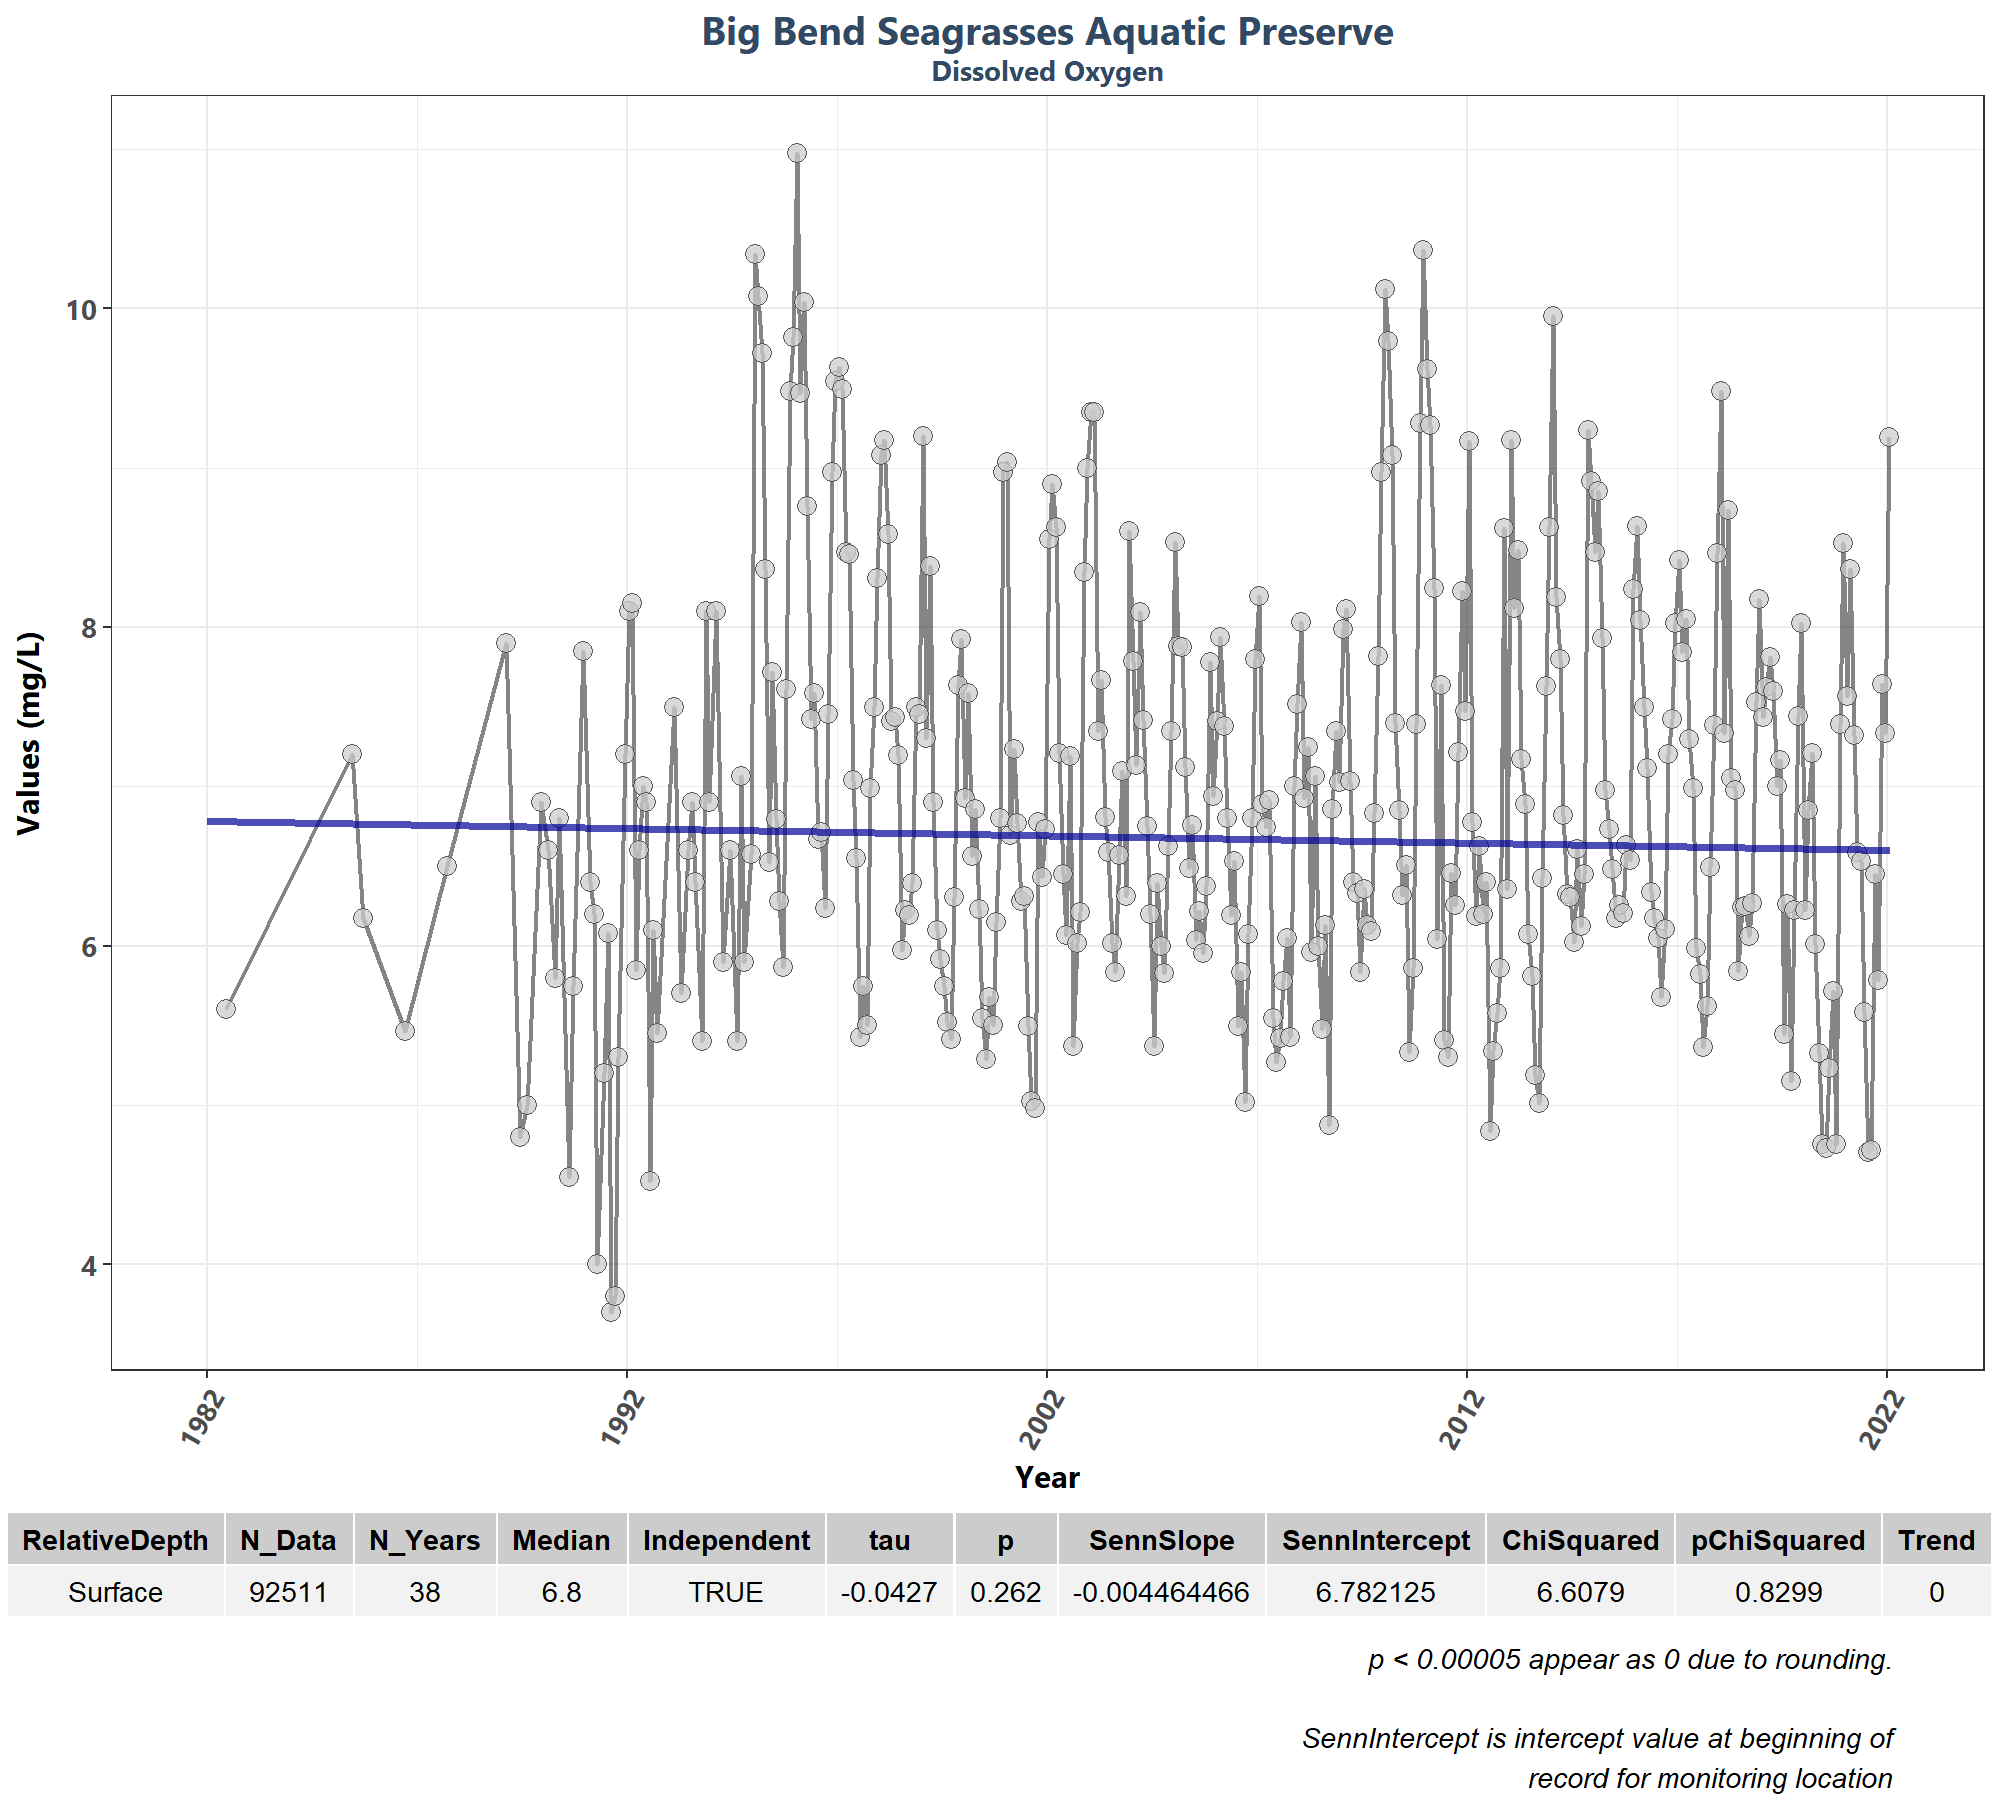 Big Bend Seagrasses Aquatic Preserve
Dissolved Oxygen
Values (mg/L)
10
8
6
4
1982 1992 2002 2012 2022
Year
RelativeDepth N_Data N_Years Median Independent tau p SennSlope SennIntercept ChiSquared pChiSquared Trend
Surface 92511 38 6.8 TRUE -0.0427 0.262 -0.004464466 6.782125 6.6079 0.8299 0
p < 0.00005 appear as 0 due to rounding.
SennIntercept is intercept value at beginning of
record for monitoring location